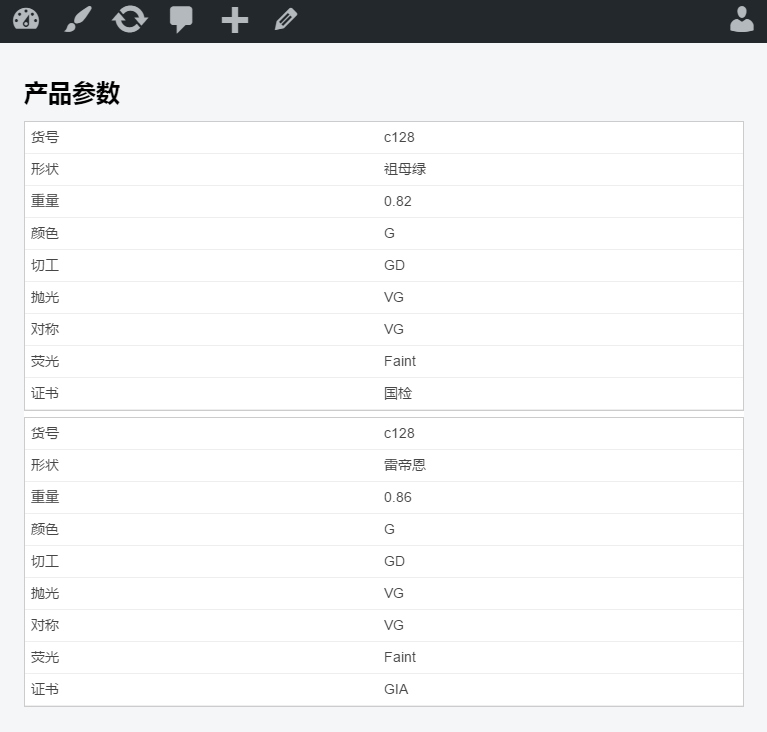 产品参数
货号 c128
形状 祖母绿
重量 0.82
颜色 G
切工 GD
抛光 VG
对称 VG
荧光 Faint
证书 国检
货号 c128
形状 雷帝恩
重量 0.86
颜色 G
切工 GD
抛光 VG
对称 VG
荧光 Faint
证书 GIA